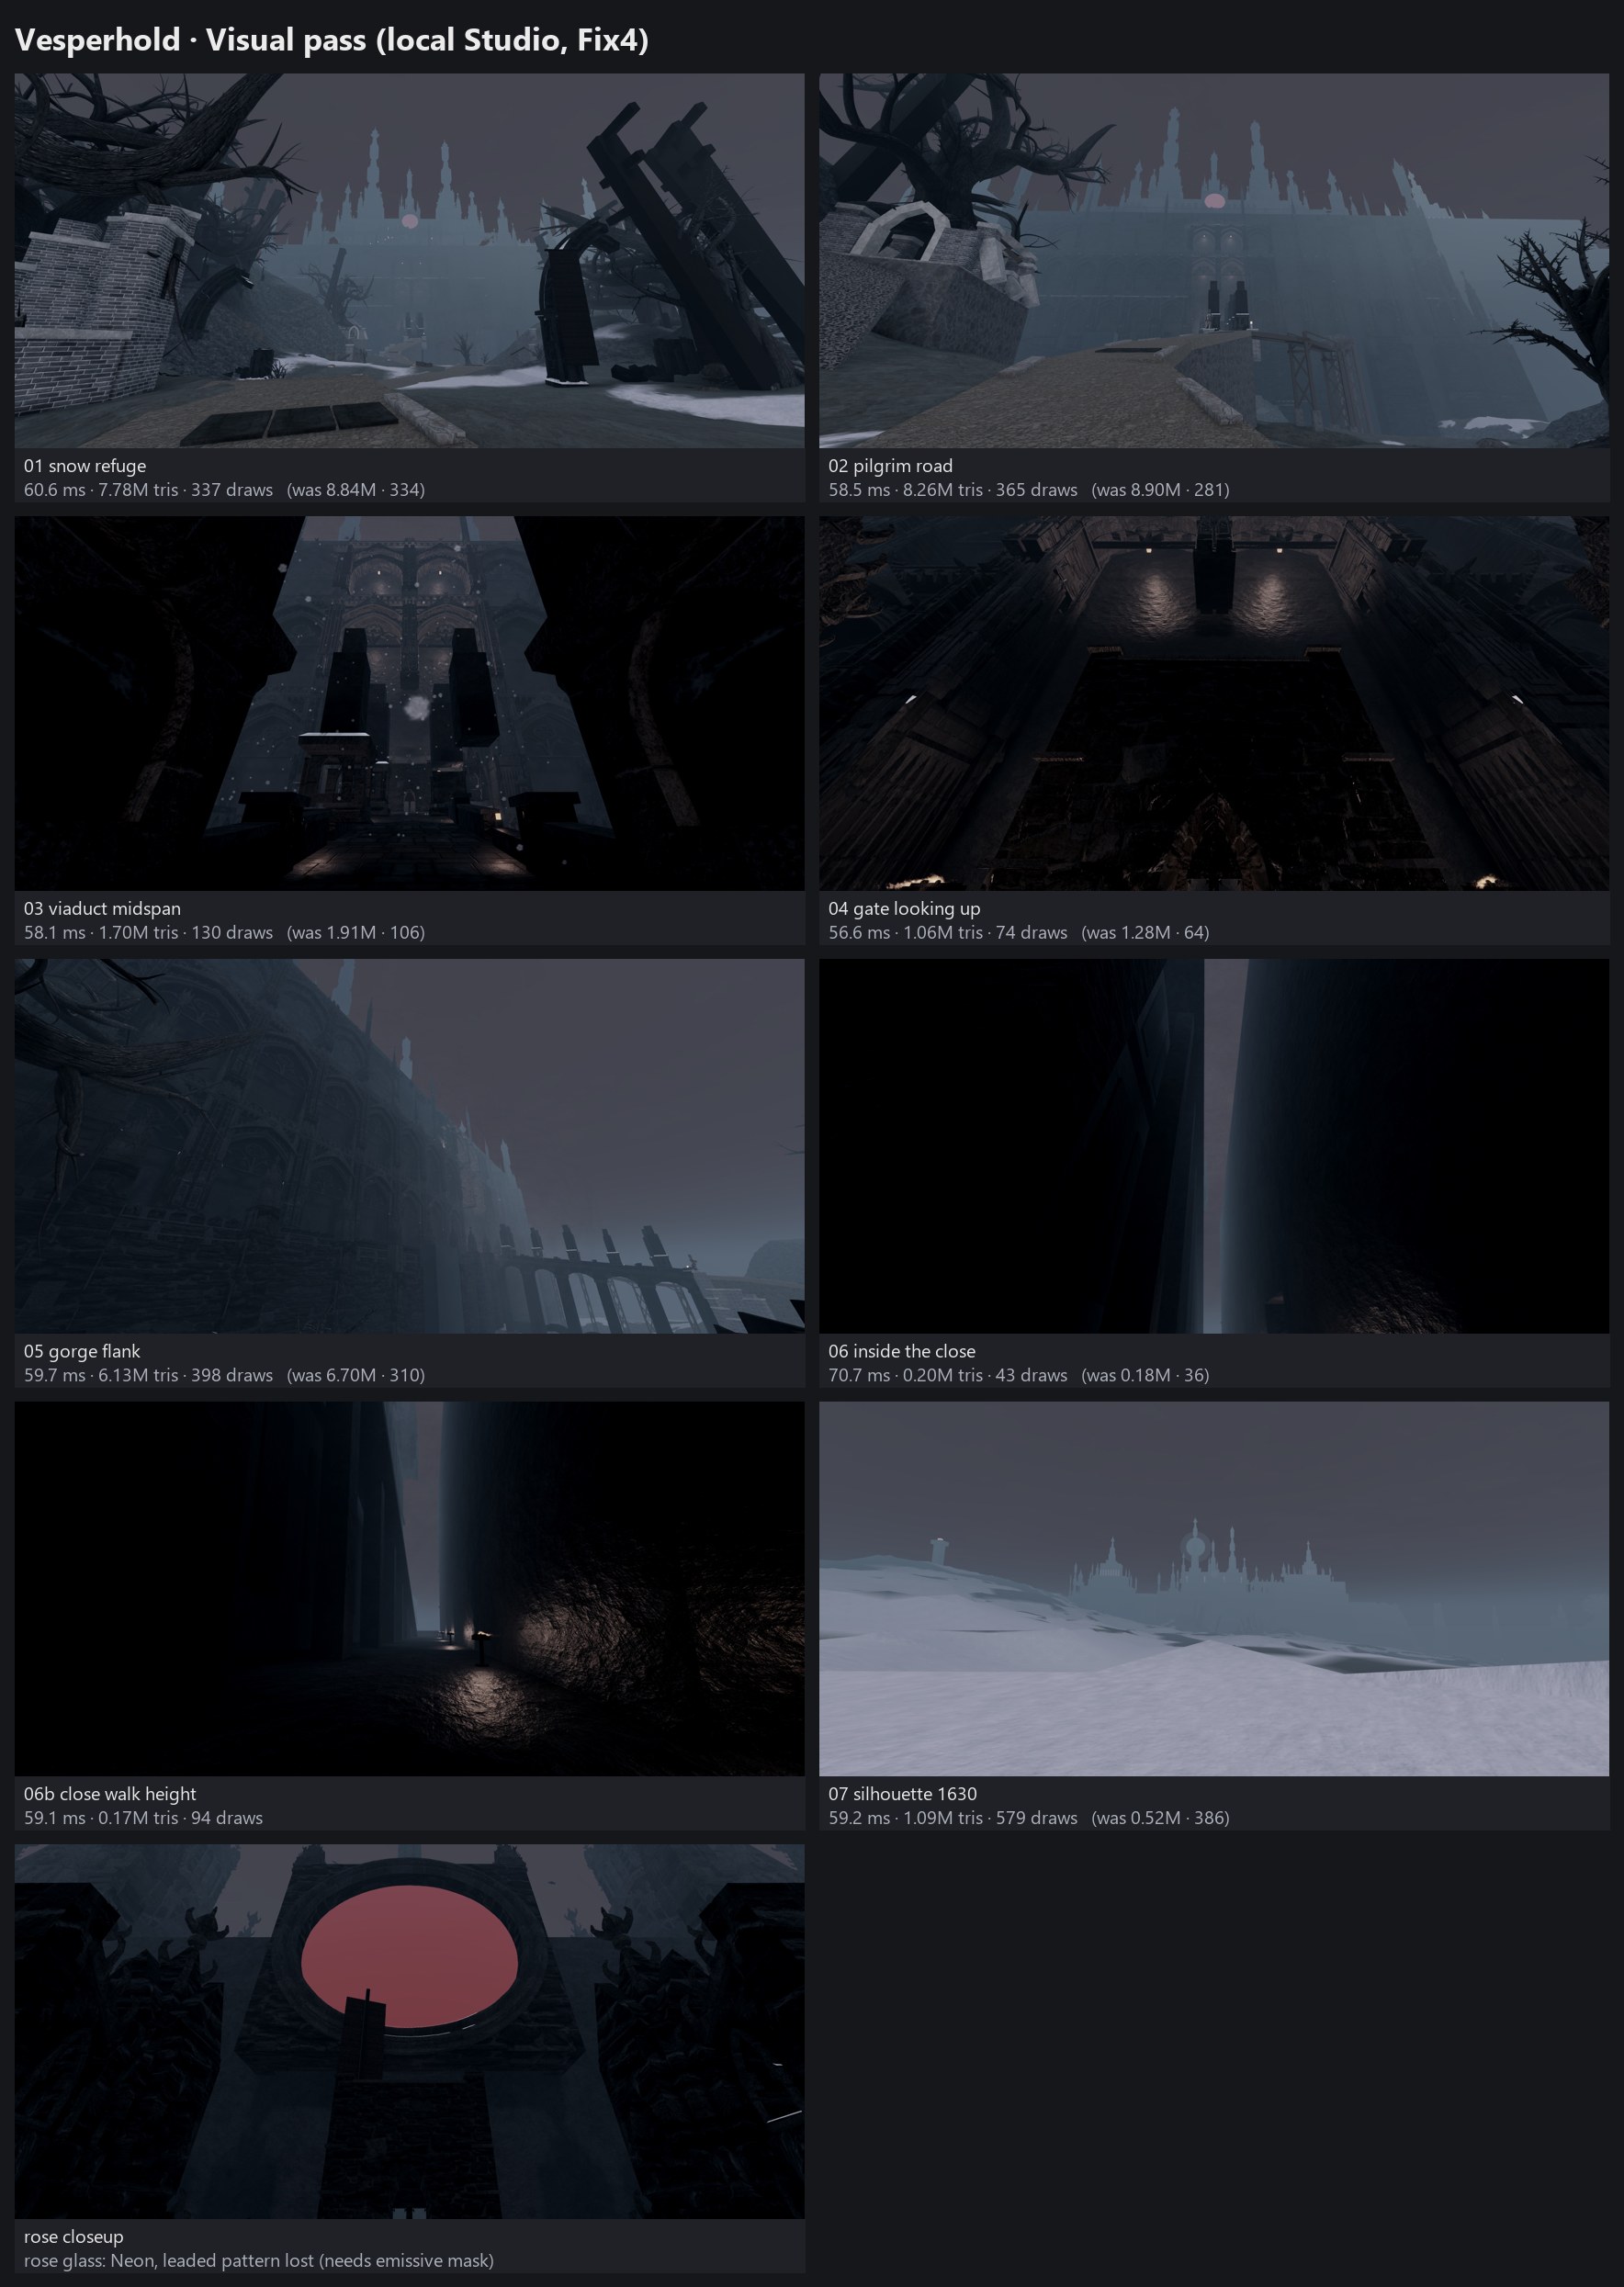 Vesperhold · Visual pass (local Studio, Fix4)
01 snow refuge
60.6 ms · 7.78M tris · 337 draws (was 8.84M · 334)
02 pilgrim road
58.5 ms · 8.26M tris · 365 draws (was 8.90M · 281)
03 viaduct midspan
58.1 ms · 1.70M tris · 130 draws (was 1.91M · 106)
04 gate looking up
56.6 ms · 1.06M tris · 74 draws (was 1.28M · 64)
05 gorge flank
59.7 ms · 6.13M tris · 398 draws (was 6.70M · 310)
06 inside the close
70.7 ms · 0.20M tris · 43 draws (was 0.18M · 36)
06b close walk height
59.1 ms · 0.17M tris · 94 draws
07 silhouette 1630
59.2 ms · 1.09M tris · 579 draws (was 0.52M · 386)
rose closeup
rose glass: Neon, leaded pattern lost (needs emissive mask)